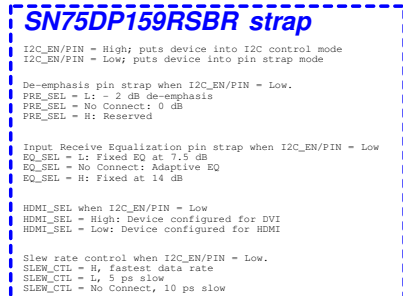 SN75DP159RSBR strap
I2C_EN/PIN = High; puts device into I2C control mode
I2C_EN/PIN = Low; puts device into pin strap mode
De-emphasis pin strap when I2C_EN/PIN = Low.
PRE_SEL = L: - 2 dB de-emphasis
PRE_SEL = No Connect: 0 dB
PRE_SEL = H: Reserved
Input Receive Equalization pin strap when I2C_EN/PIN = Low
EQ_SEL = L: Fixed EQ at 7.5 dB
EQ_SEL = No Connect: Adaptive EQ
EQ_SEL = H: Fixed at 14 dB
HDMI_SEL when I2C_EN/PIN = Low
HDMI_SEL = High: Device configured for DVI
HDMI_SEL = Low: Device configured for HDMI
Slew rate control when I2C_EN/PIN = Low.
SLEW_CTL = H, fastest data rate
SLEW_CTL = L, 5 ps slow
SLEW_CTL = No Connect, 10 ps slow